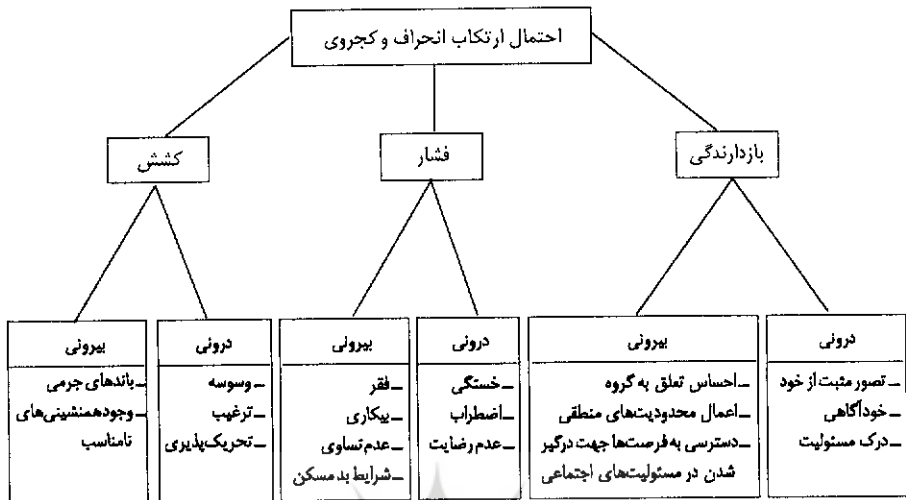 احتمال ارتکاب انحراف و کجروی
بازدارندگی
فشار
کشش
درونی
ـ تصور مثبت از خود
ـ خودآگاهی
ـ درک مسئولیت
بیرونی
ـ احساس تعلق به گروه
ـ اعمال محدودیت‌های منطقی
ـ دسترسی به فرصت‌ها جهت درگیر
شدن در مسئولیت‌های اجتماعی
درونی
ـ خستگی
ـ اضطراب
ـ عدم رضایت
بیرونی
ـ فقر
ـ بیکاری
ـ عدم تساوی
ـ شرایط بد مسکن
درونی
ـ وسوسه
ـ ترغیب
ـ تحریک‌پذیری
بیرونی
ـ باندهای جرمی
ـ وجود همنشینی‌های
نامناسب